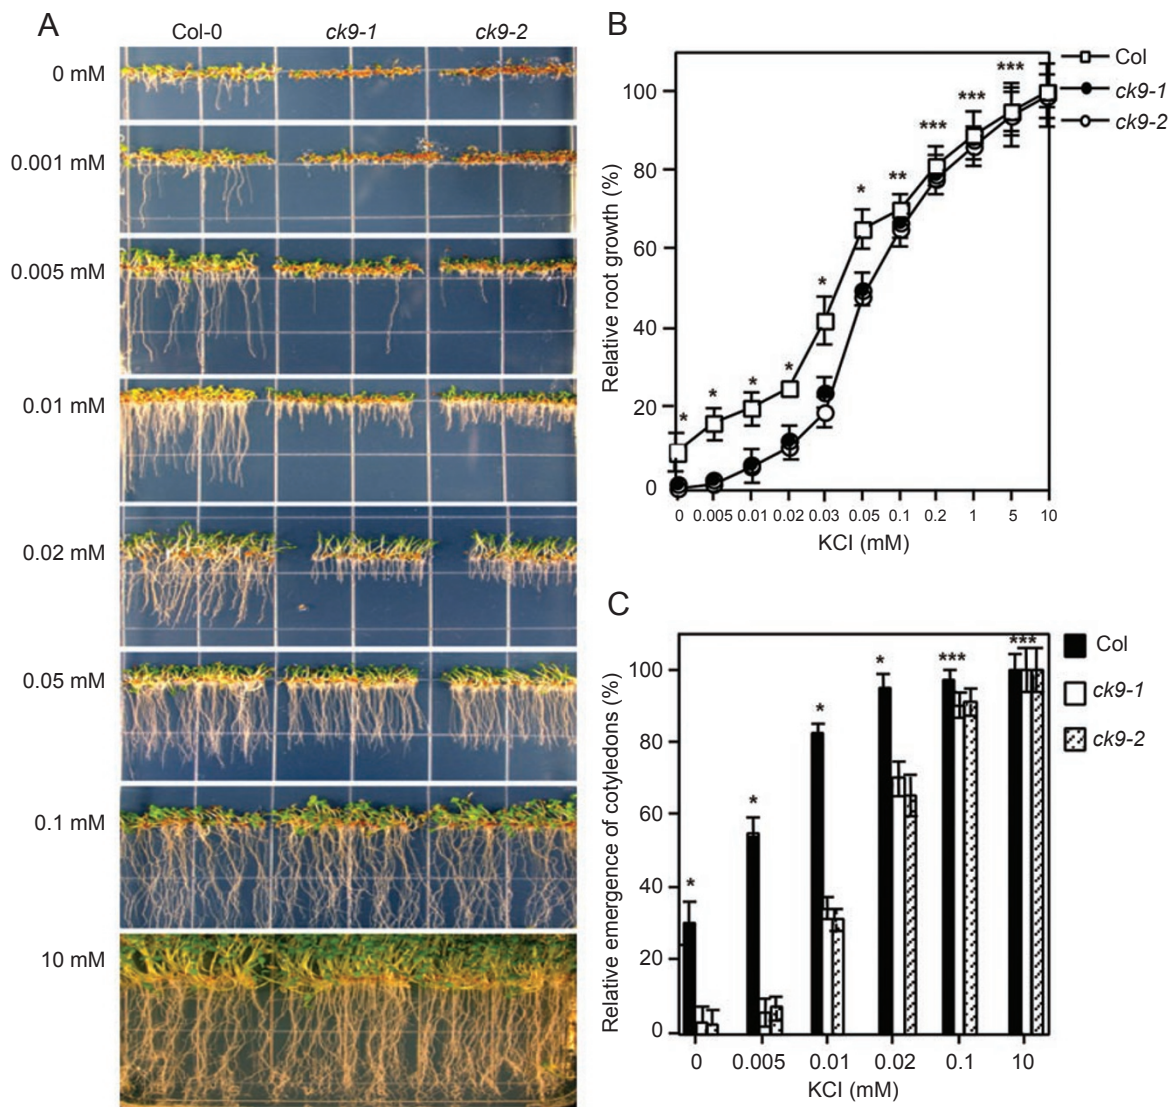 A
Col-0 ck9-1 ck9-2
0 mM
0.001 mM
0.005 mM
0.01 mM
0.02 mM
0.05 mM
0.1 mM
10 mM
B
Relative root growth (%)
100
80
60
40
20
0
* * * * * * ** *** *** ***
Col
ck9-1
ck9-2
0 0.005 0.01 0.02 0.03 0.05 0.1 0.2 1 5 10
KCl (mM)
C
Relative emergence of cotyledons (%)
100
80
60
40
20
0
* * * * *** ***
Col
ck9-1
ck9-2
0 0.005 0.01 0.02 0.1 10
KCl (mM)